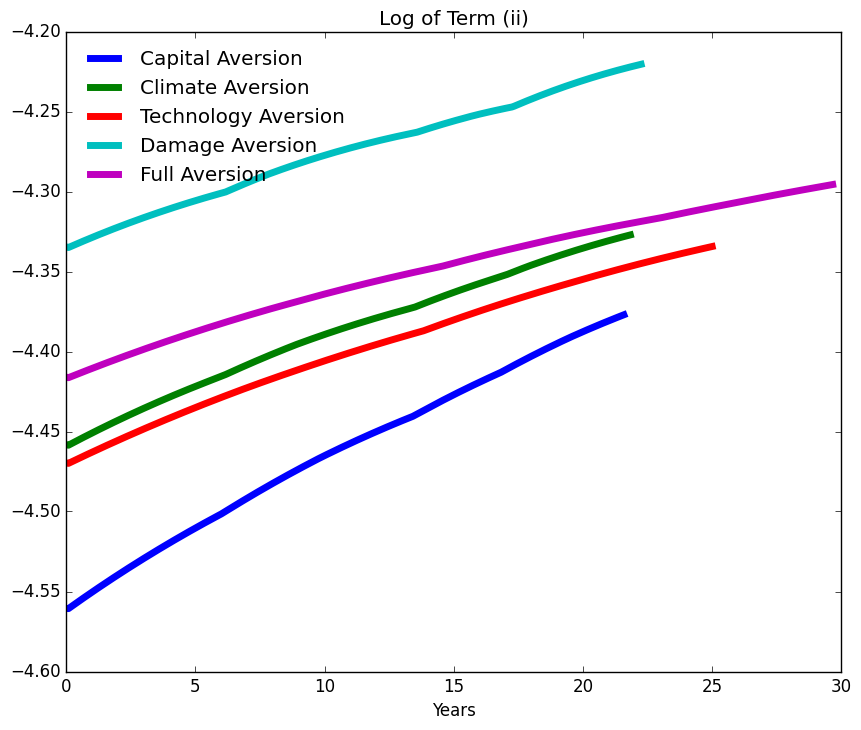 Log of Term (ii)
−4.20
−4.25
−4.30
−4.35
−4.40
−4.45
−4.50
−4.55
−4.60
Capital Aversion
Climate Aversion
Technology Aversion
Damage Aversion
Full Aversion
0 5 10 15 20 25 30
Years